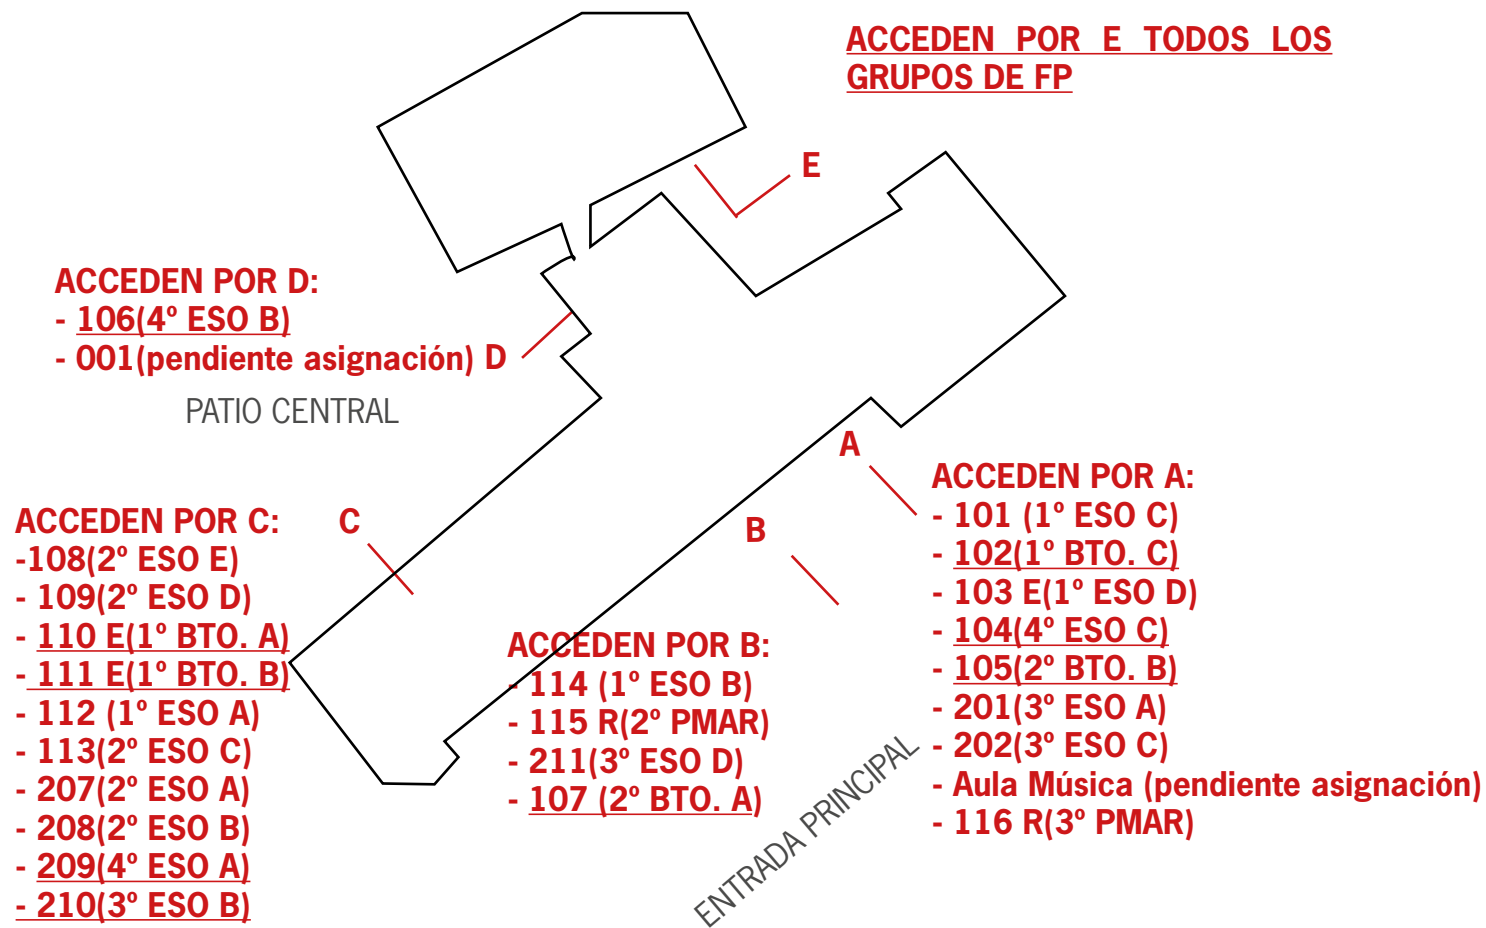 ACCEDEN POR E TODOS LOS
GRUPOS DE FP
E
ACCEDEN POR D:
- 106(4º ESO B)
- 001(pendiente asignación) D
PATIO CENTRAL
A
ACCEDEN POR A:
- 101 (1º ESO C)
- 102(1º BTO. C)
- 103 E(1º ESO D)
- 104(4º ESO C)
- 105(2º BTO. B)
- 201(3º ESO A)
- 202(3º ESO C)
- Aula Música (pendiente asignación)
- 116 R(3º PMAR)
ACCEDEN POR C: C
-108(2º ESO E)
- 109(2º ESO D)
- 110 E(1º BTO. A)
- 111 E(1º BTO. B)
- 112 (1º ESO A)
- 113(2º ESO C)
- 207(2º ESO A)
- 208(2º ESO B)
- 209(4º ESO A)
- 210(3º ESO B)
B
ACCEDEN POR B:
- 114 (1º ESO B)
- 115 R(2º PMAR)
- 211(3º ESO D)
- 107 (2º BTO. A)
ENTRADA PRINCIPAL